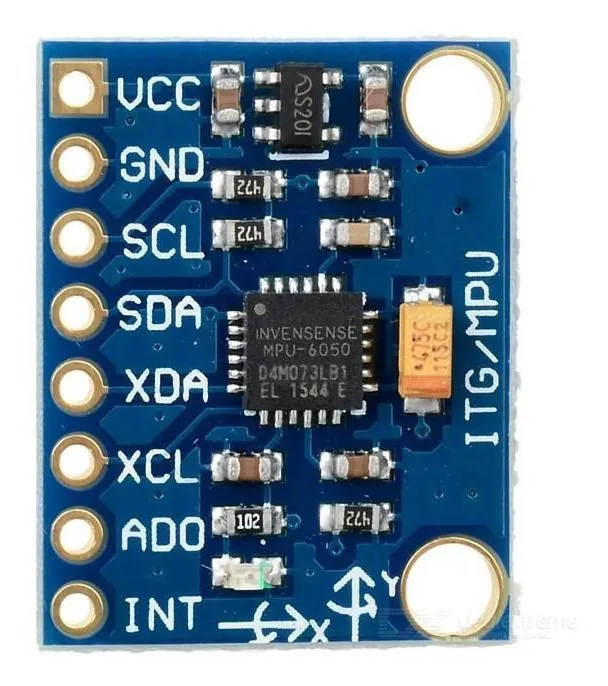 VCC
GND
SCL
SDA
XDA
XCL
ADO
INT
S20I
472
472
INVENSENSE
MPU-6050
D4M073LB1
EL 1544 E
475C
115C2
ITG/MPU
102
472
X
Y